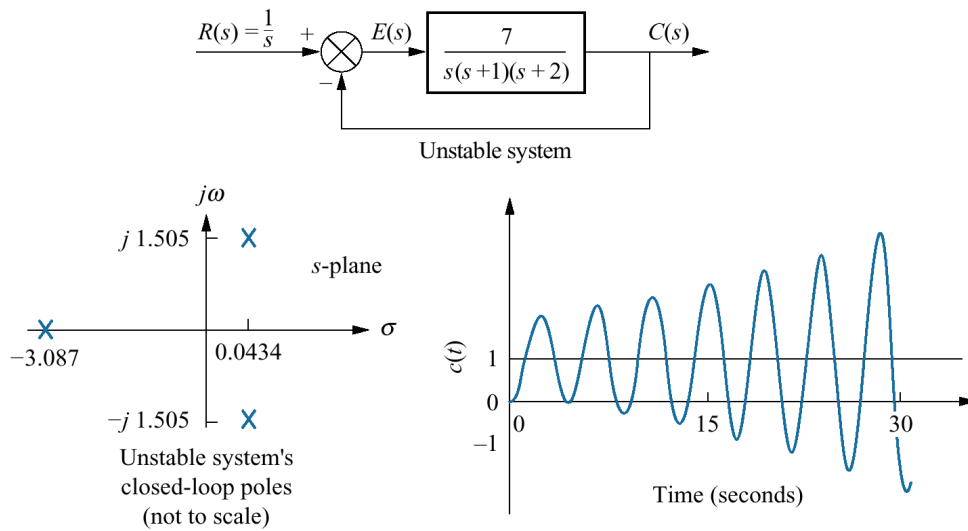 R(s) = 1/s
+
−
E(s)
7
s(s+1)(s+2)
C(s)
Unstable system
jω
j 1.505
s-plane
σ
−3.087
0.0434
−j 1.505
Unstable system's
closed-loop poles
(not to scale)
c(t)
1
0
−1
0
15
30
Time (seconds)